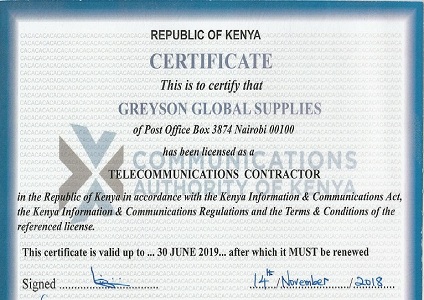 REPUBLIC OF KENYA
CERTIFICATE
This is to certify that
GREYSON GLOBAL SUPPLIES
of Post Office Box 3874 Nairobi 00100
has been licensed as a
COMMUNICATIONS
TELECOMMUNICATIONS CONTRACTOR
AUTHORITY OF KENYA
in the Republic of Kenya in accordance with the Kenya Information & Communications Act,
the Kenya Information & Communications Regulations and the Terms & Conditions of the
referenced license.
This certificate is valid up to ... 30 JUNE 2019... after which it MUST be renewed
Signed 14th November 2018